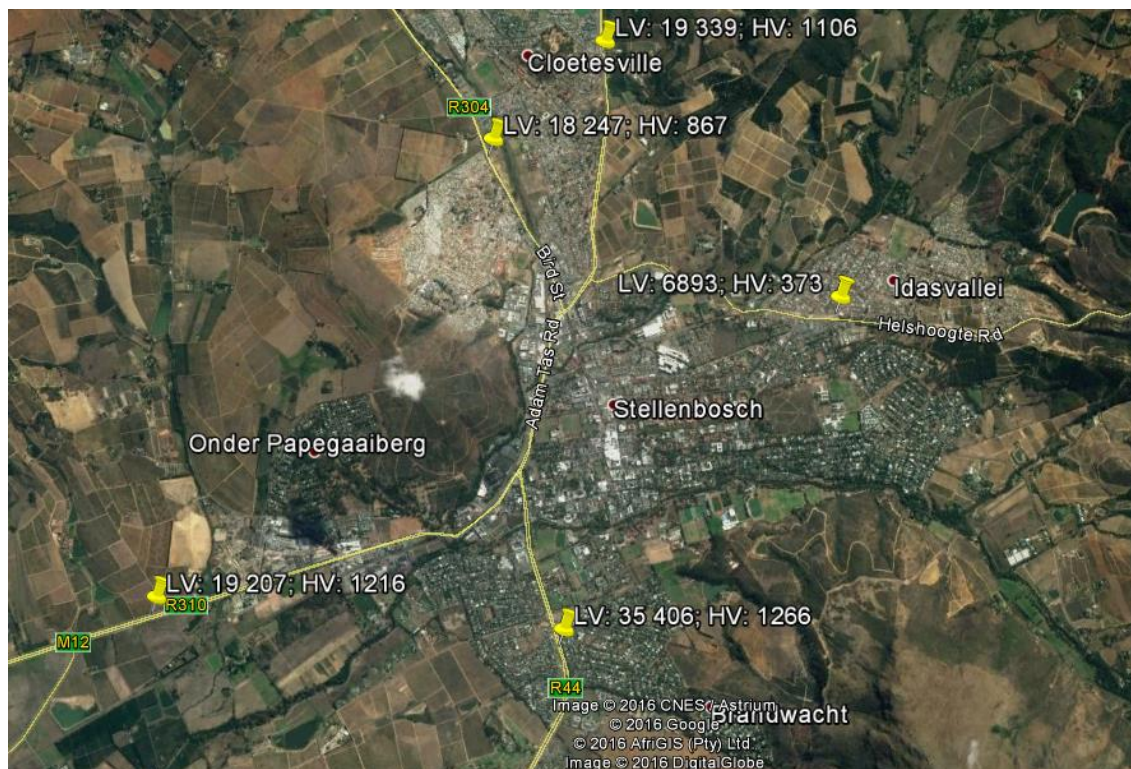 LV: 19 339; HV: 1106
Cloetesville
R304
LV: 18 247; HV: 867
Bird St
LV: 6893; HV: 373
Idasvallei
Helshoogte Rd
Adam Tas Rd
Stellenbosch
Onder Papegaaiberg
LV: 19 207; HV: 1216
R310
LV: 35 406; HV: 1266
M12
R44
Image © 2016 CNES / Astrium
Brandwacht
© 2016 Google
© 2016 AfriGIS (Pty) Ltd.
Image © 2016 DigitalGlobe